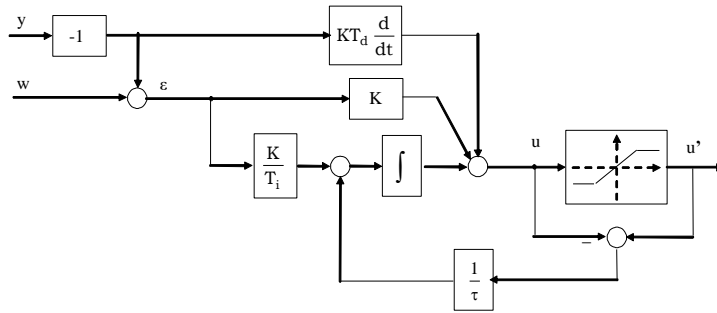 y
-1
KT_d d/dt
w
ε
K
K/T_i
∫
u
u’
–
1/τ